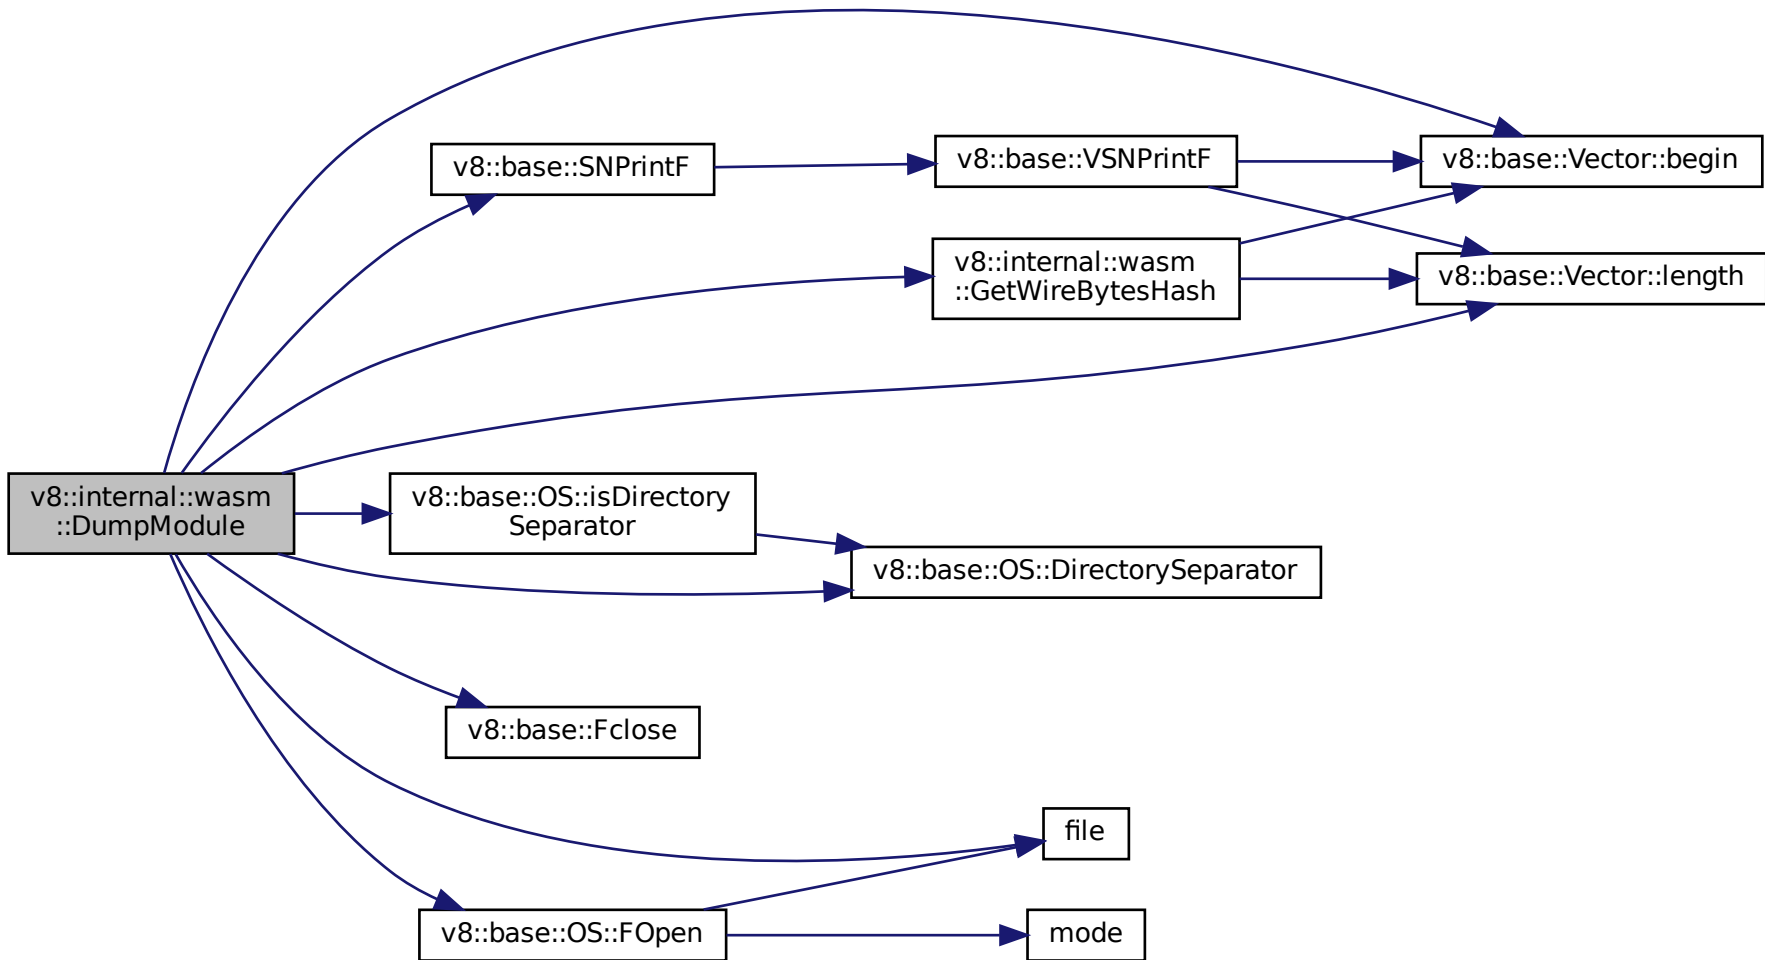 v8::base::SNPrintF
v8::base::VSNPrintF
v8::base::Vector::begin
v8::internal::wasm
::GetWireBytesHash
v8::base::Vector::length
v8::internal::wasm
::DumpModule
v8::base::OS::isDirectory
Separator
v8::base::OS::DirectorySeparator
v8::base::Fclose
file
v8::base::OS::FOpen
mode